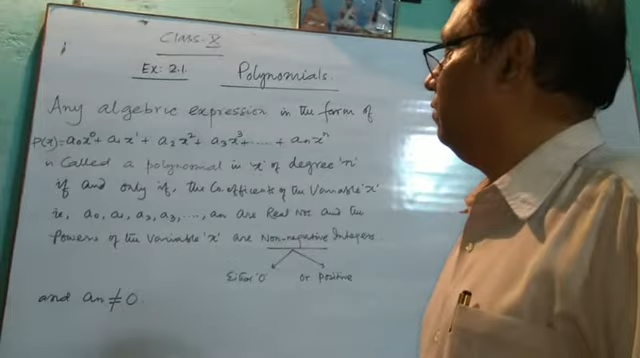 CLASS-X
Ex: 2.1. Polynomials.
Any algebric expression in the form of
P(x)= a₀x⁰ + a₁x¹ + a₂x² + a₃x³ + ..... + aₙxⁿ
is Called a polynomial in 'x' of degree 'n'
if and only if, the Co.efficients of the Variable 'x'
ie, a₀, a₁, a₂, a₃, ..., aₙ are Real Nos and the
Powers of the Variable 'x' are Non-negative Integers
Either '0' or positive
and aₙ ≠ 0.